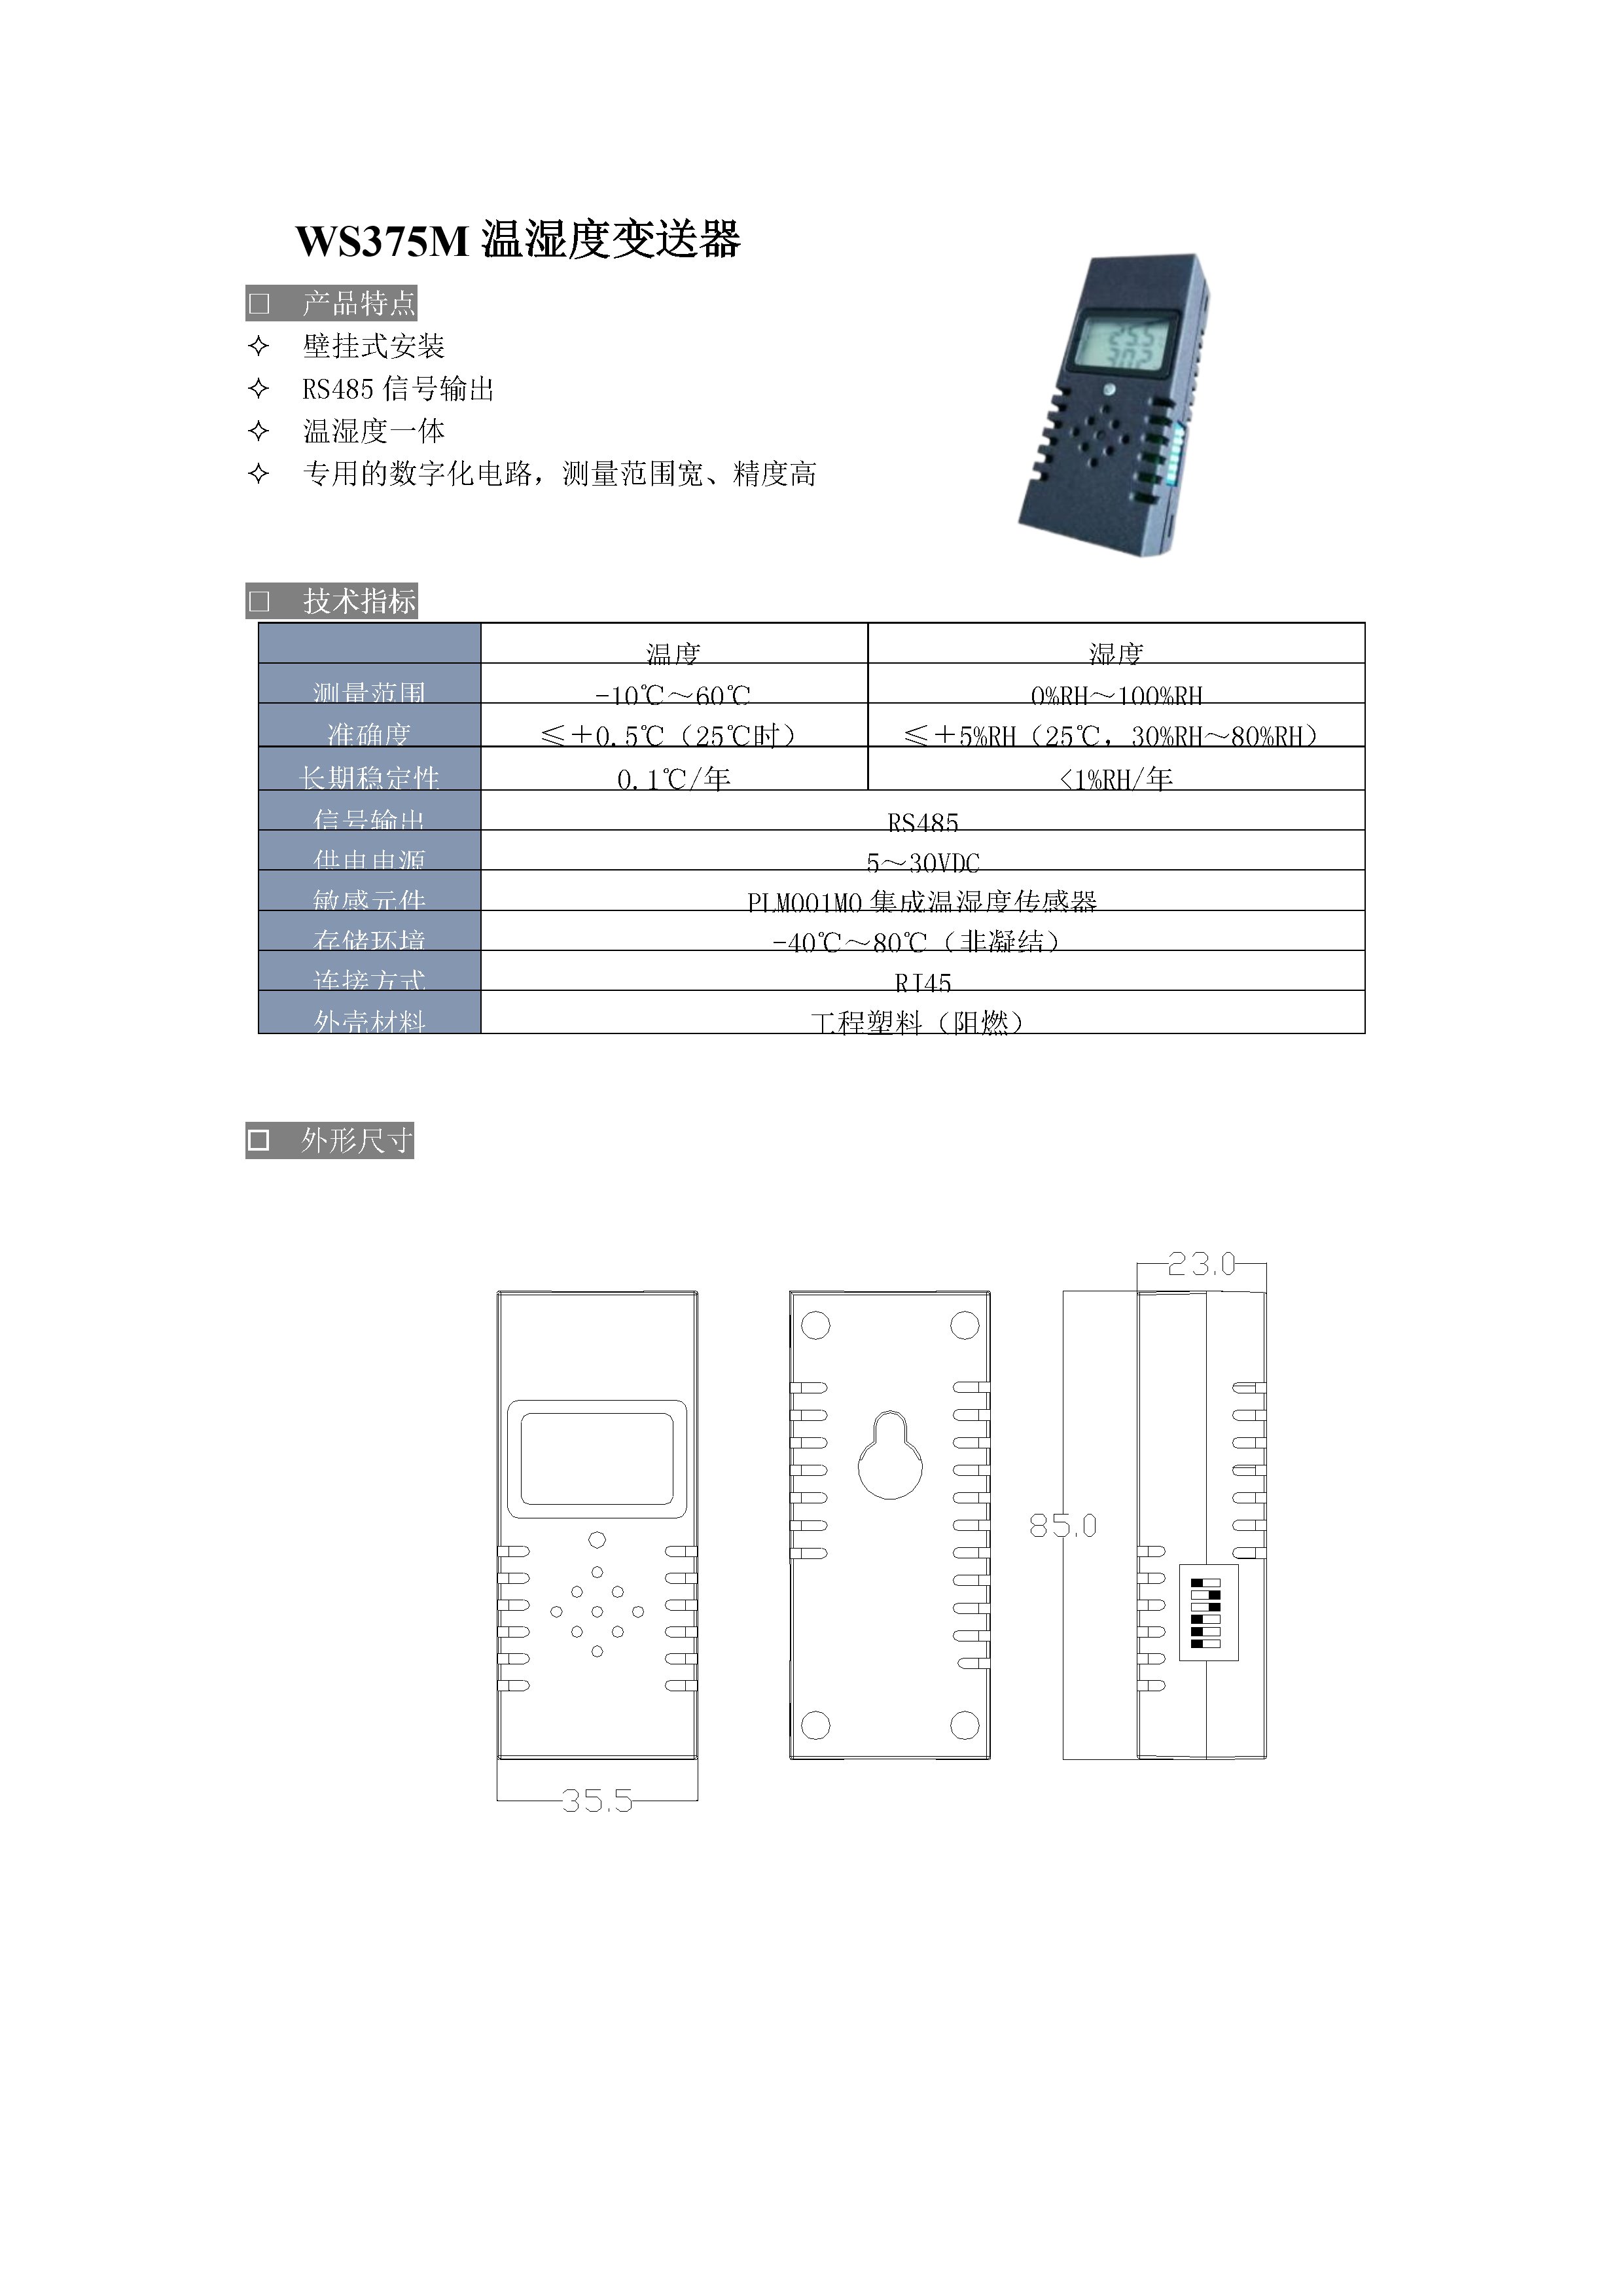 WS375M 温湿度变送器
□ 产品特点
✧ 壁挂式安装
✧ RS485 信号输出
✧ 温湿度一体
✧ 专用的数字化电路，测量范围宽、精度高
25.5
30.2
□ 技术指标
温度 湿度
测量范围 -10℃～60℃ 0%RH～100%RH
准确度 ≤±0.5℃（25℃时） ≤±5%RH（25℃，30%RH～80%RH）
长期稳定性 0.1℃/年 <1%RH/年
信号输出 RS485
供电电源 5～30VDC
敏感元件 PLM001M0 集成温湿度传感器
存储环境 -40℃～80℃（非凝结）
连接方式 RJ45
外壳材料 工程塑料（阻燃）
□ 外形尺寸
23.0
85.0
35.5